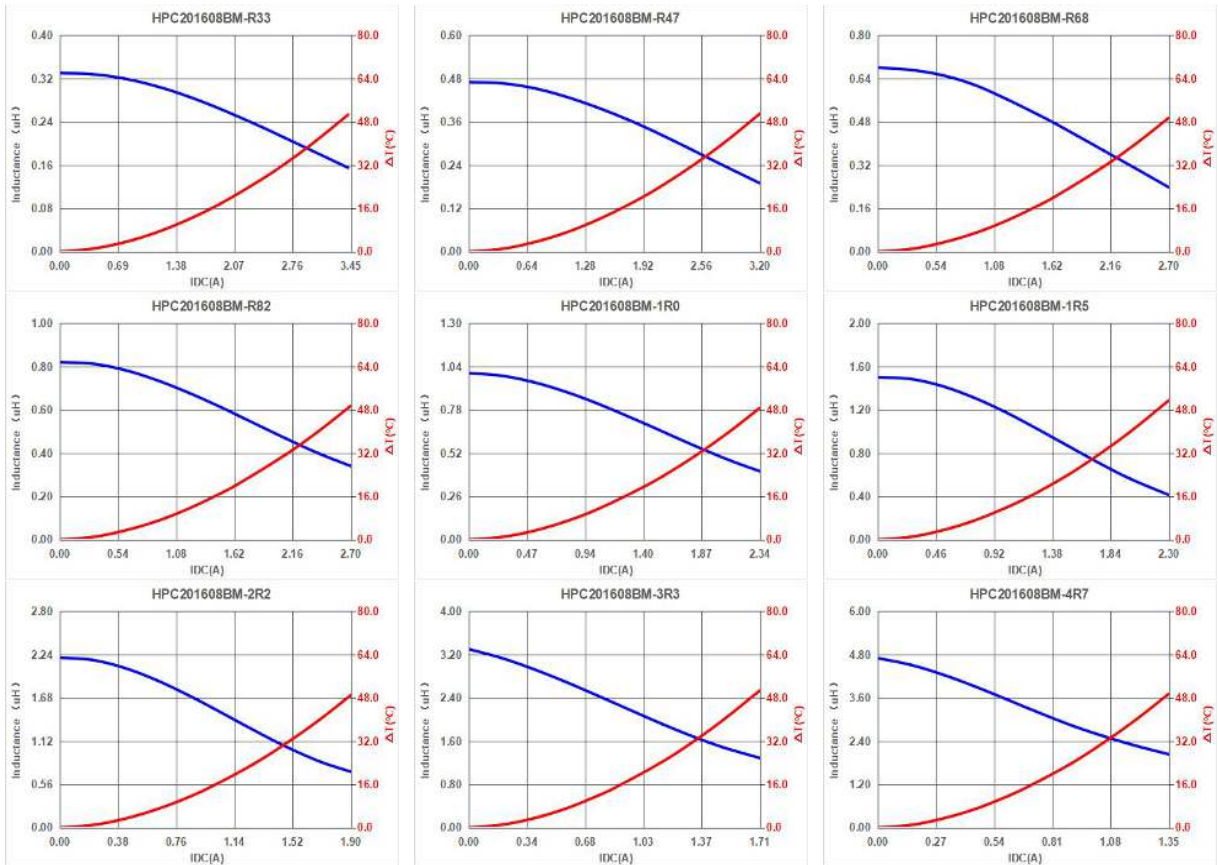 HPC201608BM-R33
0.40 80.0
0.32 64.0
0.24 48.0
0.16 32.0
0.08 16.0
0.00 0.0
Inductance (uH)
ΔT(℃)
0.00 0.69 1.38 2.07 2.76 3.45
IDC(A)
HPC201608BM-R47
0.60 80.0
0.48 64.0
0.36 48.0
0.24 32.0
0.12 16.0
0.00 0.0
Inductance (uH)
ΔT(℃)
0.00 0.64 1.28 1.92 2.56 3.20
IDC(A)
HPC201608BM-R68
0.80 80.0
0.64 64.0
0.48 48.0
0.32 32.0
0.16 16.0
0.00 0.0
Inductance (uH)
ΔT(℃)
0.00 0.54 1.08 1.62 2.16 2.70
IDC(A)
HPC201608BM-R82
1.00 80.0
0.80 64.0
0.60 48.0
0.40 32.0
0.20 16.0
0.00 0.0
Inductance (uH)
ΔT(℃)
0.00 0.54 1.08 1.62 2.16 2.70
IDC(A)
HPC201608BM-1R0
1.30 80.0
1.04 64.0
0.78 48.0
0.52 32.0
0.26 16.0
0.00 0.0
Inductance (uH)
ΔT(℃)
0.00 0.47 0.94 1.40 1.87 2.34
IDC(A)
HPC201608BM-1R5
2.00 80.0
1.60 64.0
1.20 48.0
0.80 32.0
0.40 16.0
0.00 0.0
Inductance (uH)
ΔT(℃)
0.00 0.46 0.92 1.38 1.84 2.30
IDC(A)
HPC201608BM-2R2
2.80 80.0
2.24 64.0
1.68 48.0
1.12 32.0
0.56 16.0
0.00 0.0
Inductance (uH)
ΔT(℃)
0.00 0.38 0.76 1.14 1.52 1.90
IDC(A)
HPC201608BM-3R3
4.00 80.0
3.20 64.0
2.40 48.0
1.60 32.0
0.80 16.0
0.00 0.0
Inductance (uH)
ΔT(℃)
0.00 0.34 0.68 1.03 1.37 1.71
IDC(A)
HPC201608BM-4R7
6.00 80.0
4.80 64.0
3.60 48.0
2.40 32.0
1.20 16.0
0.00 0.0
Inductance (uH)
ΔT(℃)
0.00 0.27 0.54 0.81 1.08 1.35
IDC(A)